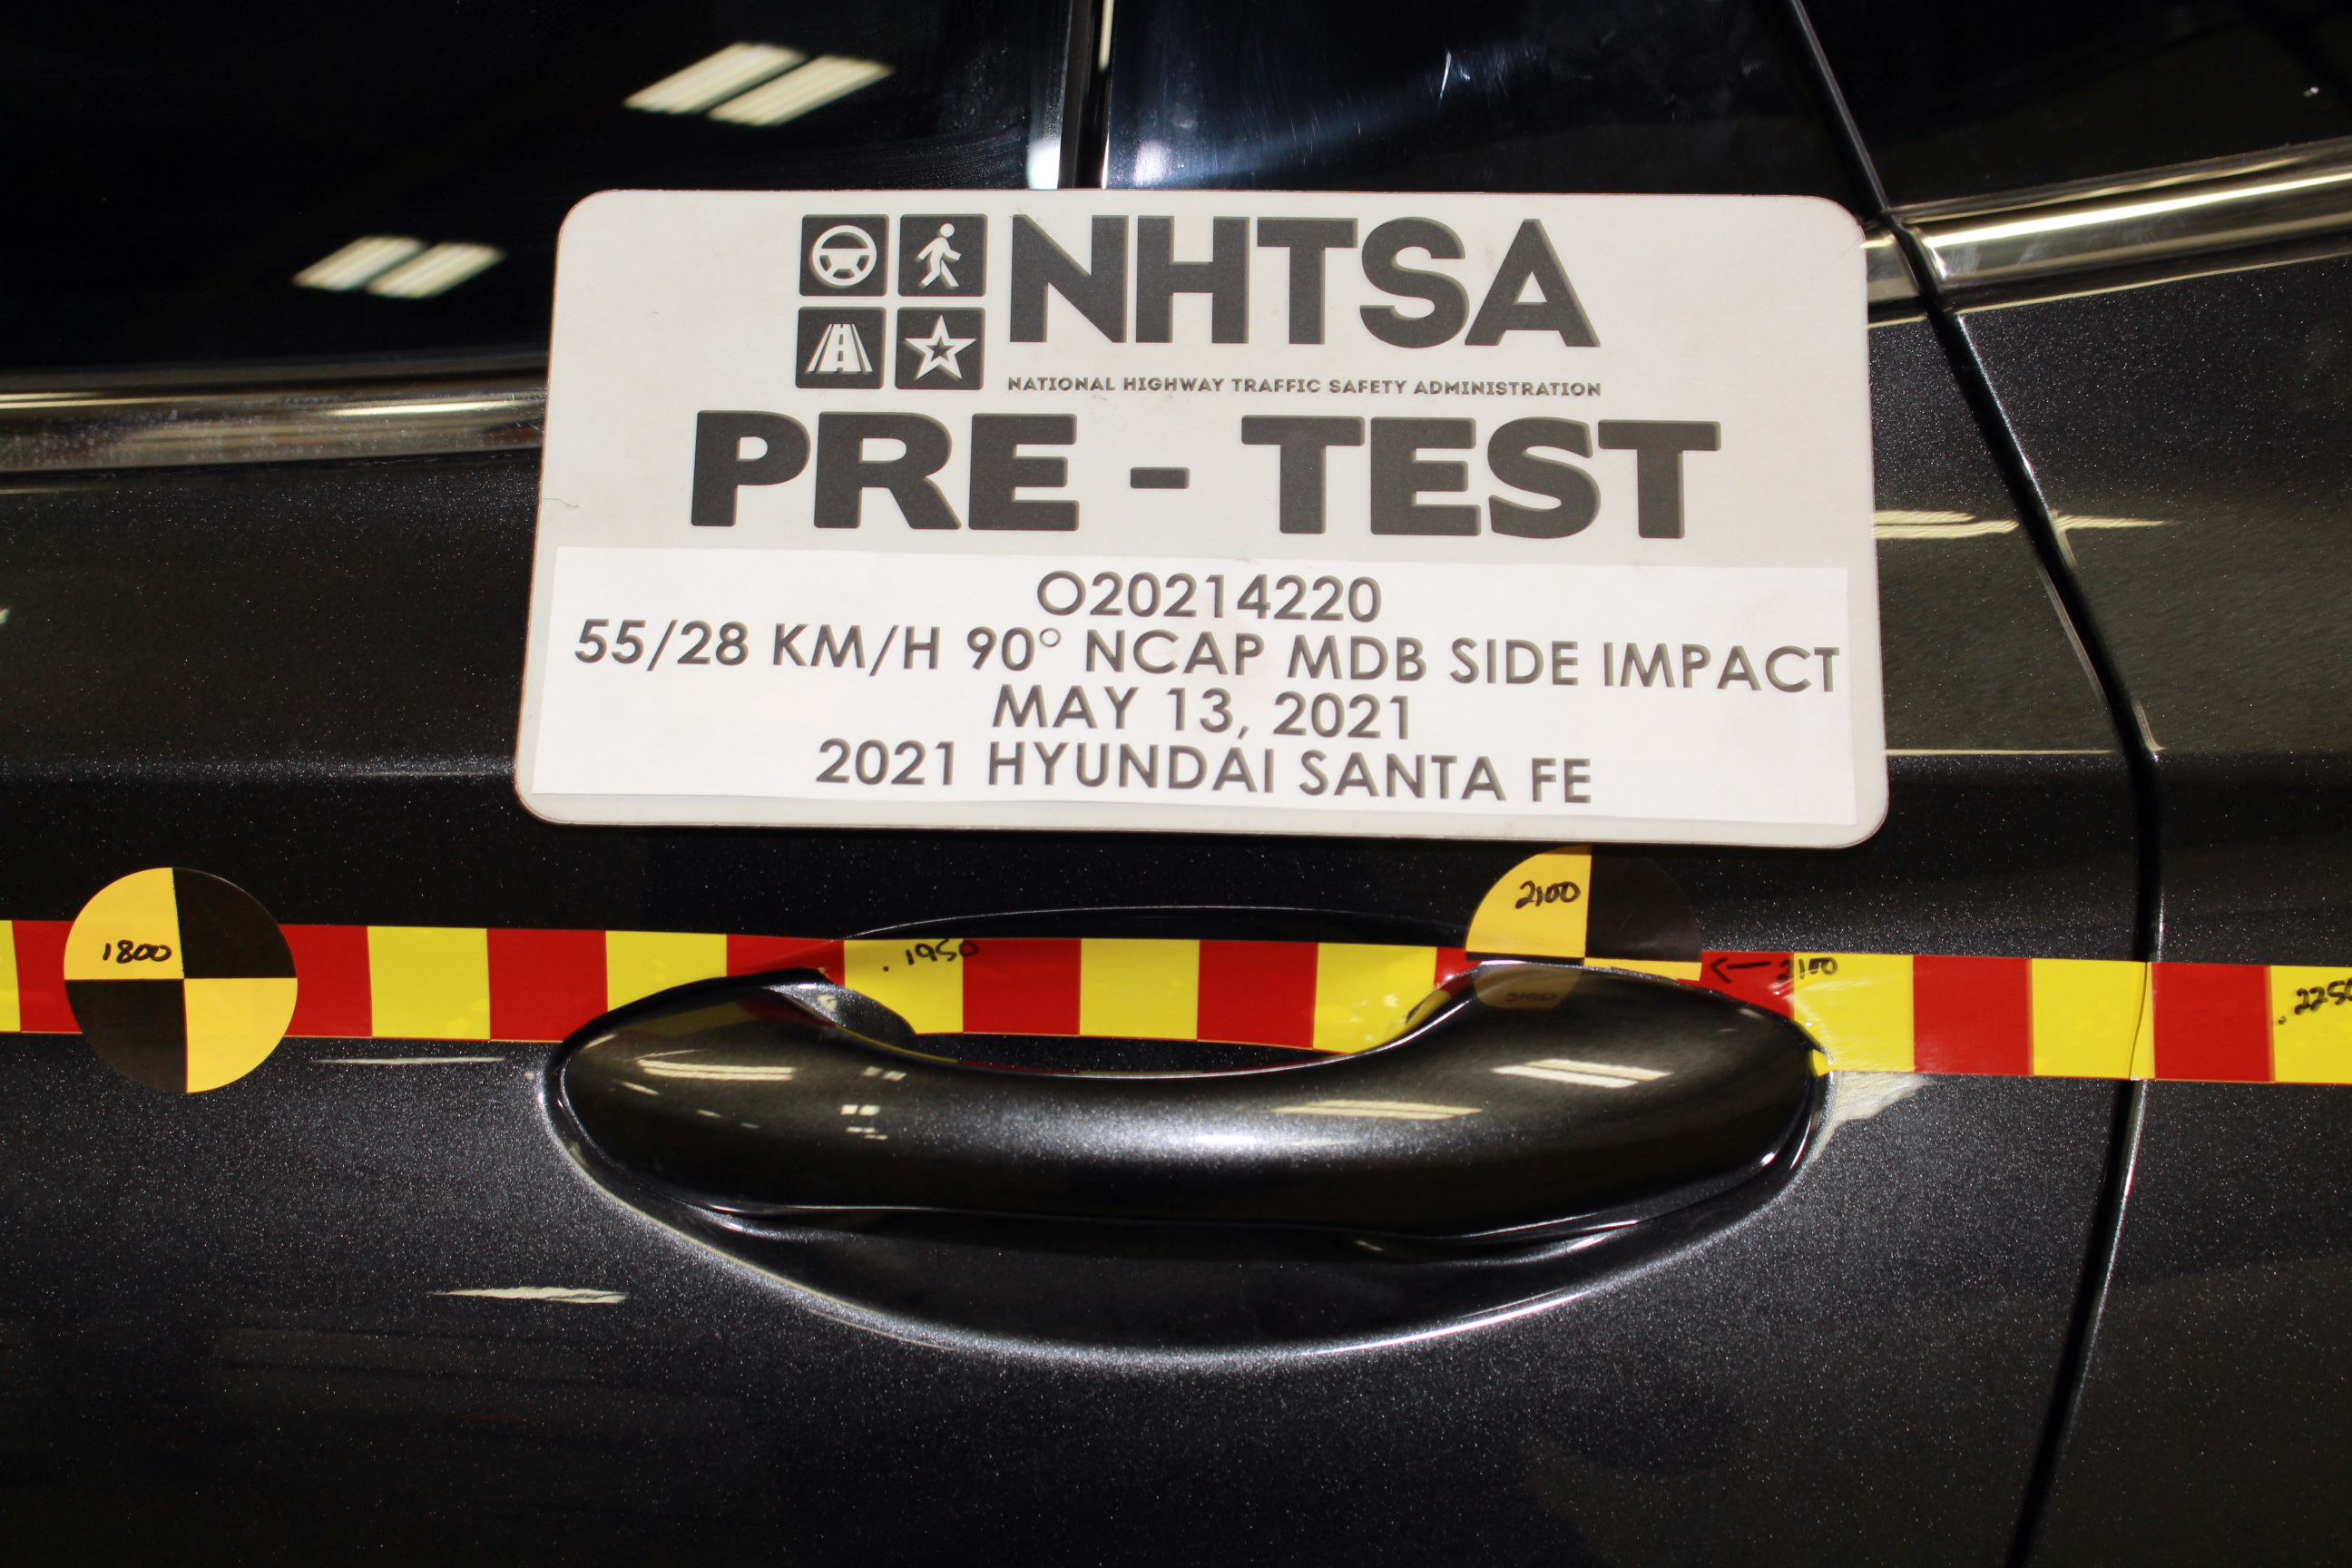 NHTSA
NATIONAL HIGHWAY TRAFFIC SAFETY ADMINISTRATION
PRE - TEST
O20214220
55/28 KM/H 90° NCAP MDB SIDE IMPACT
MAY 13, 2021
2021 HYUNDAI SANTA FE
2100
1800
.1950
←2100
.2250